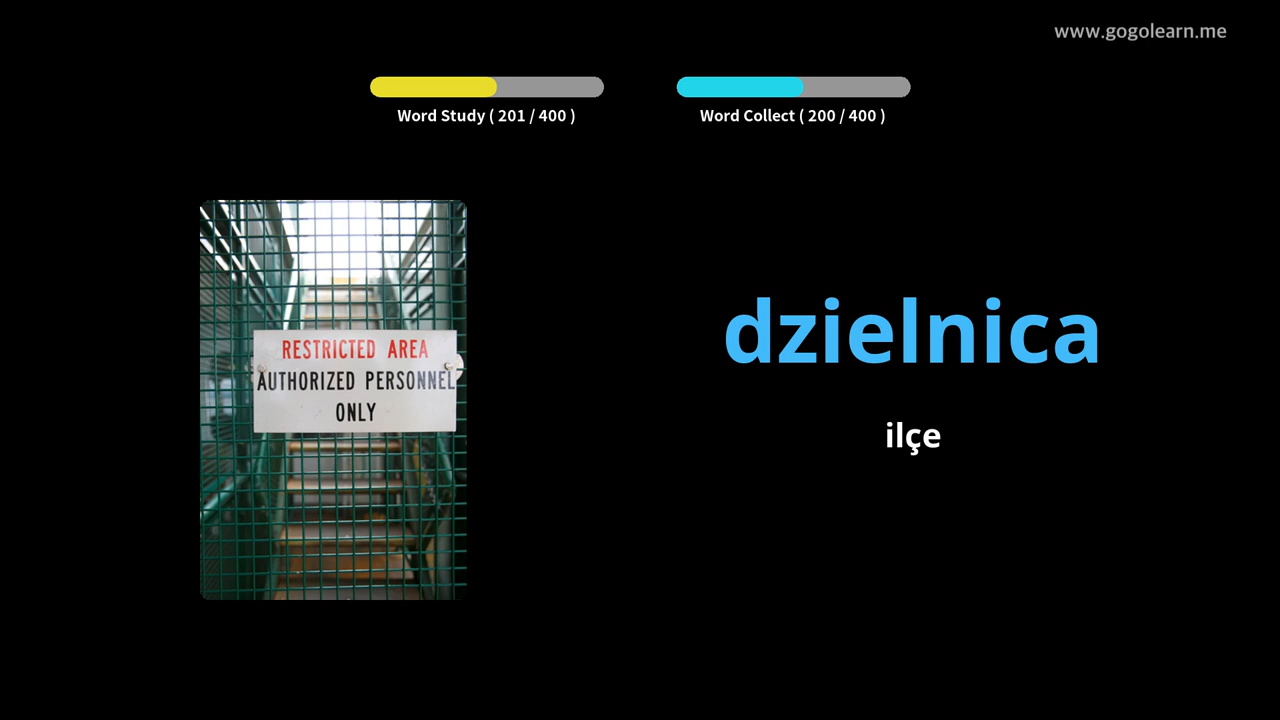 www.gogolearn.me
Word Study ( 201 / 400 )
Word Collect ( 200 / 400 )
RESTRICTED AREA
AUTHORIZED PERSONNEL
ONLY
dzielnica
ilçe